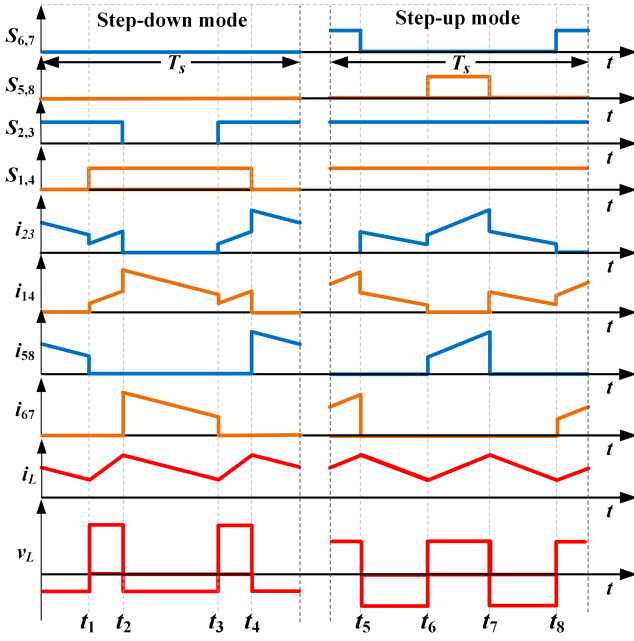 Step-down mode
Step-up mode
S6,7
Ts
Ts
t
S5,8
t
S2,3
t
S1,4
t
i23
t
i14
t
i58
t
i67
t
iL
t
vL
t
t1 t2 t3 t4 t5 t6 t7 t8